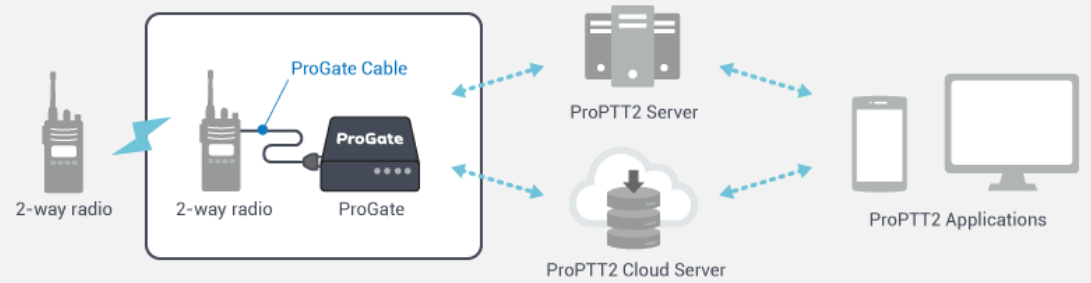 ProGate Cable
ProGate
2-way radio
2-way radio
ProGate
ProPTT2 Server
ProPTT2 Cloud Server
ProPTT2 Applications